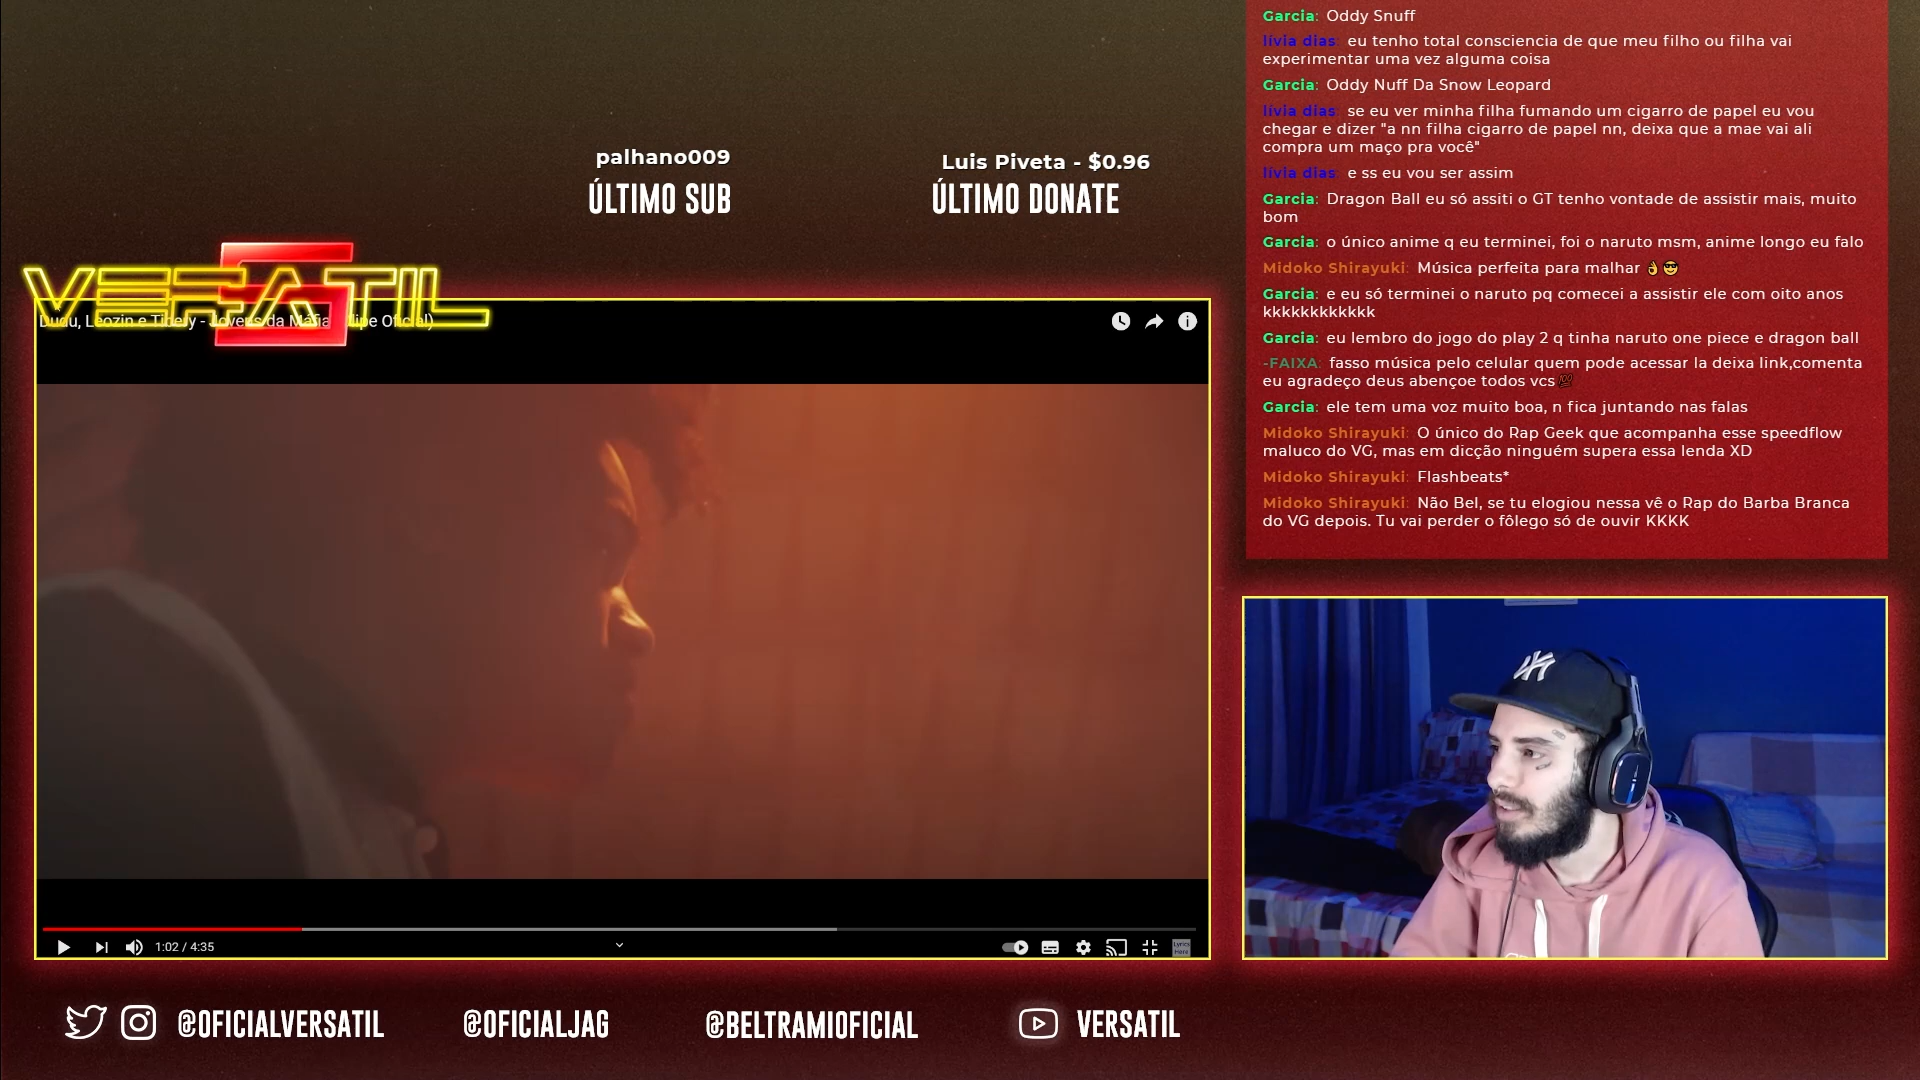 palhano009
ÚLTIMO SUB
Luis Piveta - $0.96
ÚLTIMO DONATE
VERSATIL
Dudu, Leozin e Tibery - Jovens da Máfia (Clipe Oficial)
1:02 / 4:35
Garcia: Oddy Snuff
lívia dias: eu tenho total consciencia de que meu filho ou filha vai
experimentar uma vez alguma coisa
Garcia: Oddy Nuff Da Snow Leopard
lívia dias: se eu ver minha filha fumando um cigarro de papel eu vou
chegar e dizer "a nn filha cigarro de papel nn, deixa que a mae vai ali
compra um maço pra você"
lívia dias: e ss eu vou ser assim
Garcia: Dragon Ball eu só assiti o GT tenho vontade de assistir mais, muito
bom
Garcia: o único anime q eu terminei, foi o naruto msm, anime longo eu falo
Midoko Shirayuki: Música perfeita para malhar 👌😎
Garcia: e eu só terminei o naruto pq comecei a assistir ele com oito anos
kkkkkkkkkkkk
Garcia: eu lembro do jogo do play 2 q tinha naruto one piece e dragon ball
-FAIXA: fasso música pelo celular quem pode acessar la deixa link,comenta
eu agradeço deus abençoe todos vcs💯
Garcia: ele tem uma voz muito boa, n fica juntando nas falas
Midoko Shirayuki: O único do Rap Geek que acompanha esse speedflow
maluco do VG, mas em dicção ninguém supera essa lenda XD
Midoko Shirayuki: Flashbeats*
Midoko Shirayuki: Não Bel, se tu elogiou nessa vê o Rap do Barba Branca
do VG depois. Tu vai perder o fôlego só de ouvir KKKK
@OFICIALVERSATIL
@OFICIALJAG
@BELTRAMIOFICIAL
VERSATIL